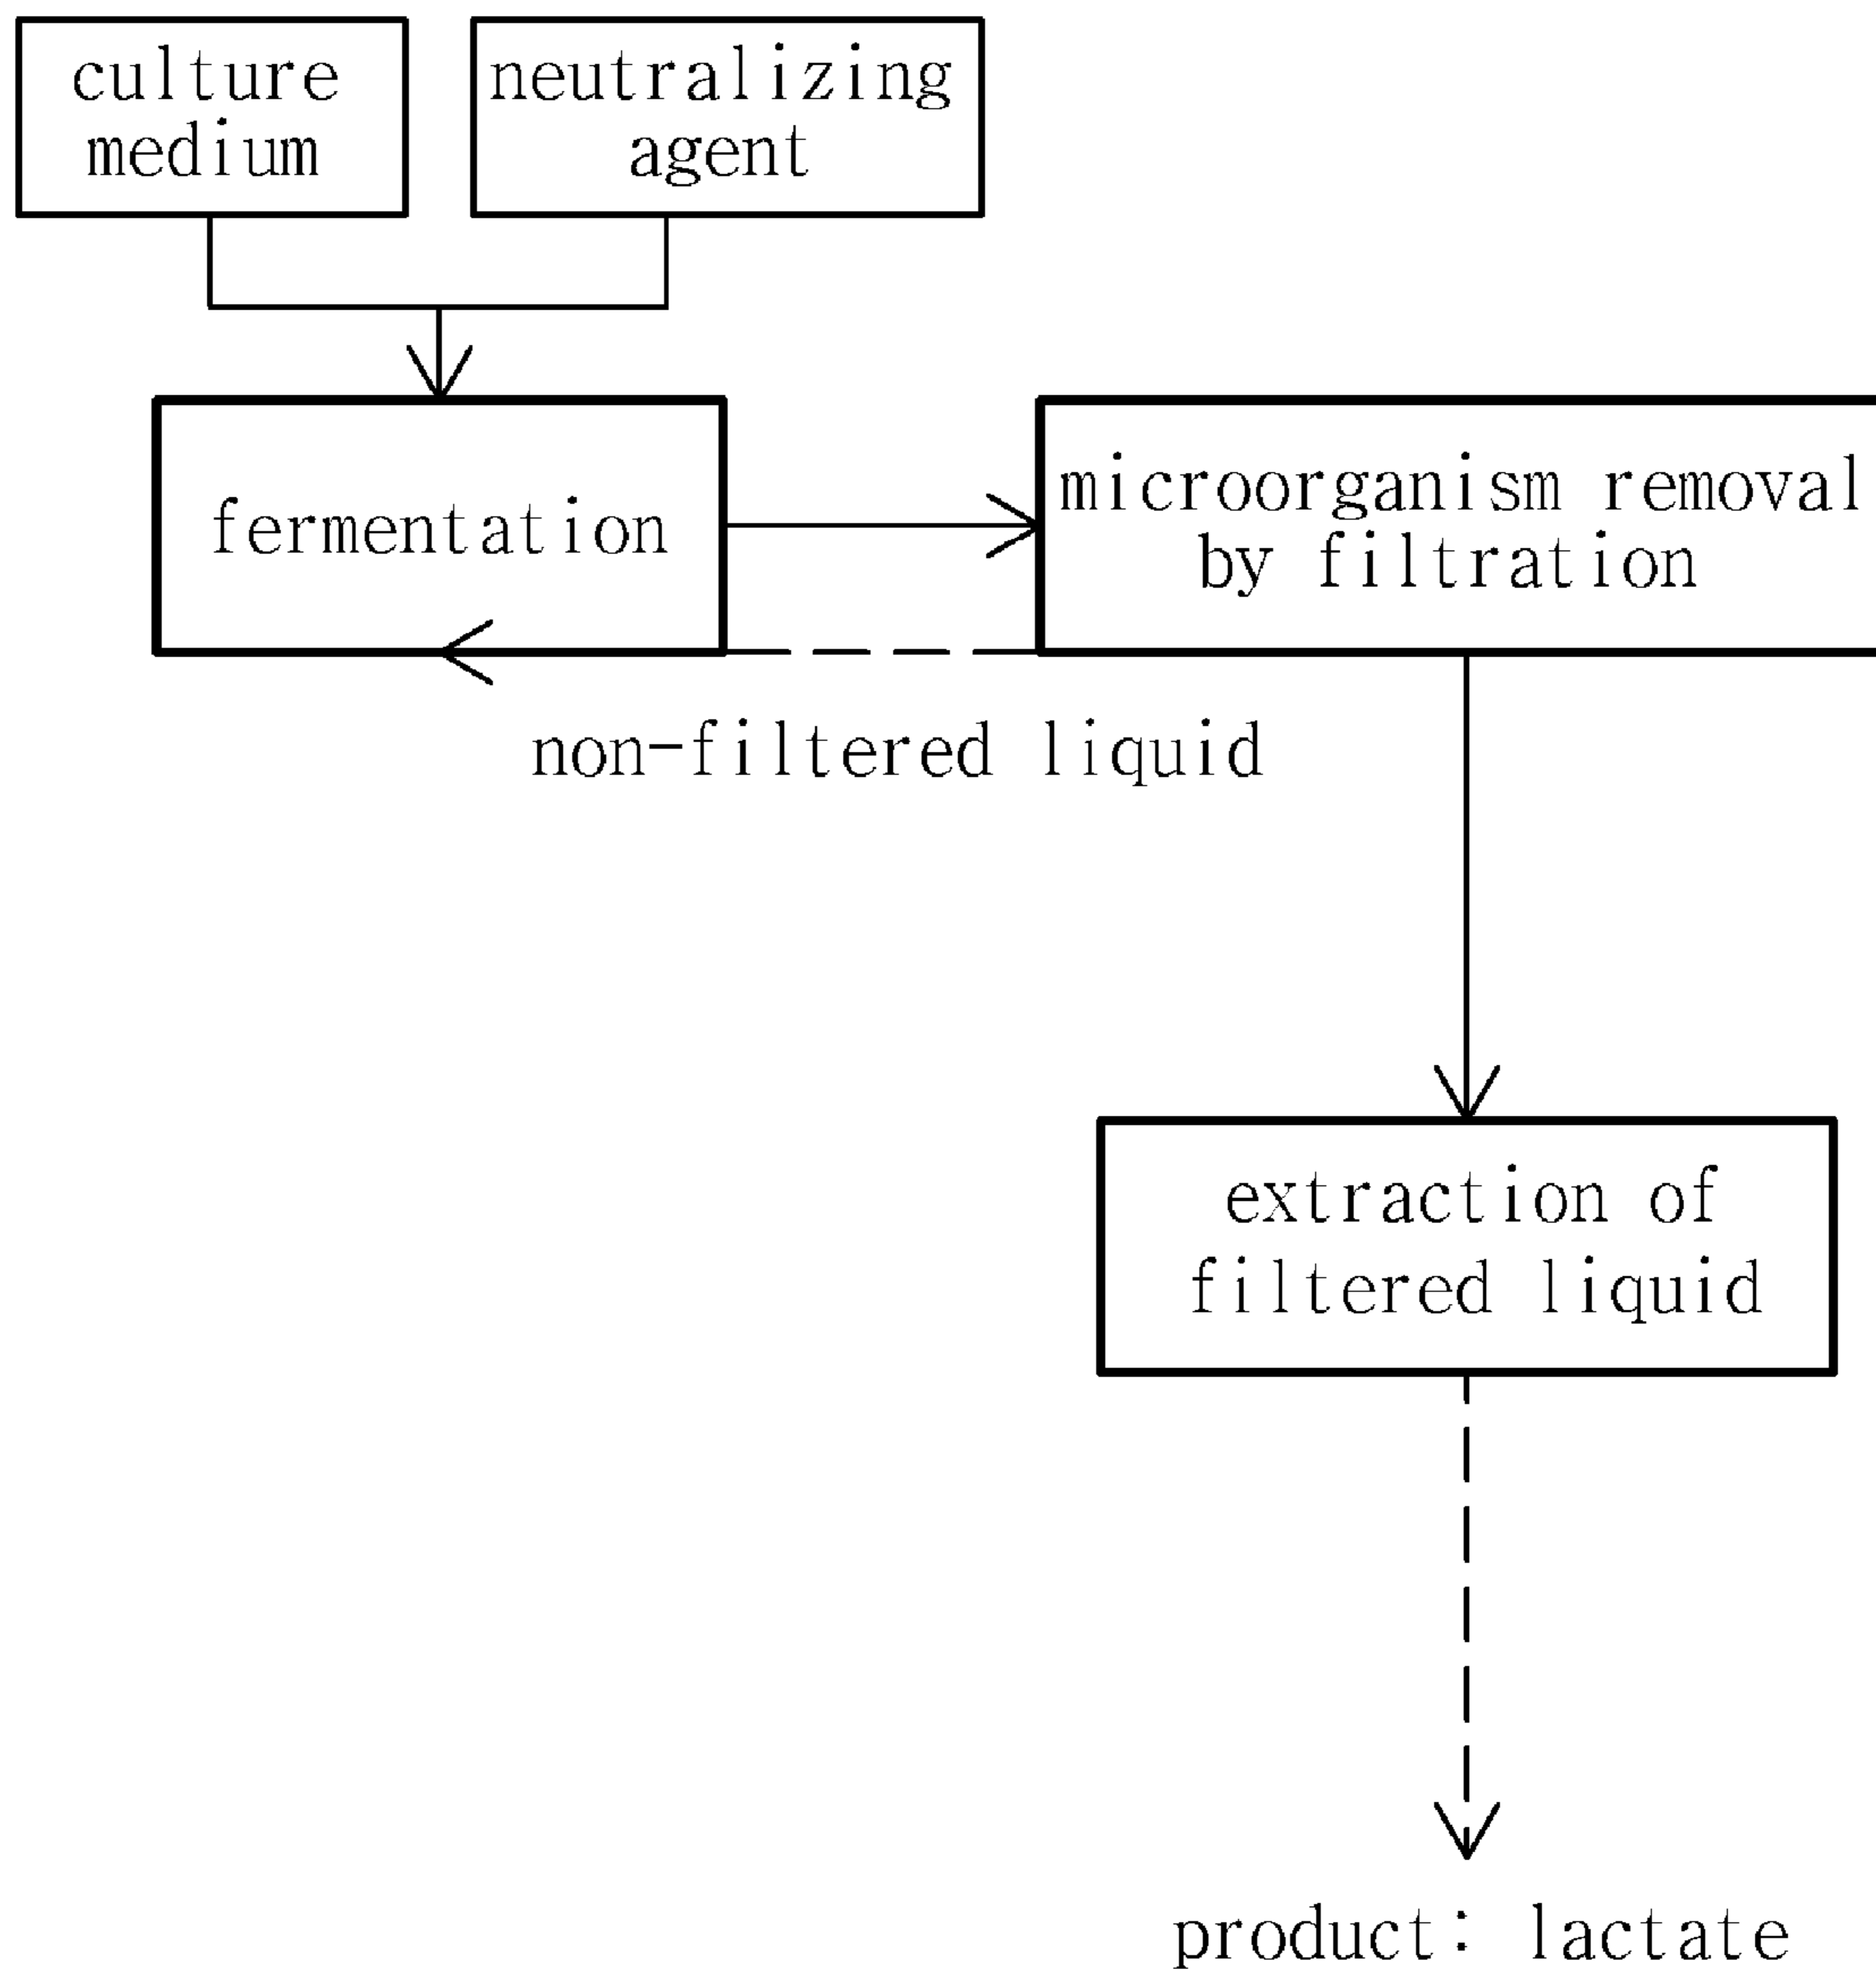 culture
medium
neutralizing
agent
fermentation
microorganism removal
by filtration
non-filtered liquid
extraction of
filtered liquid
product: lactate